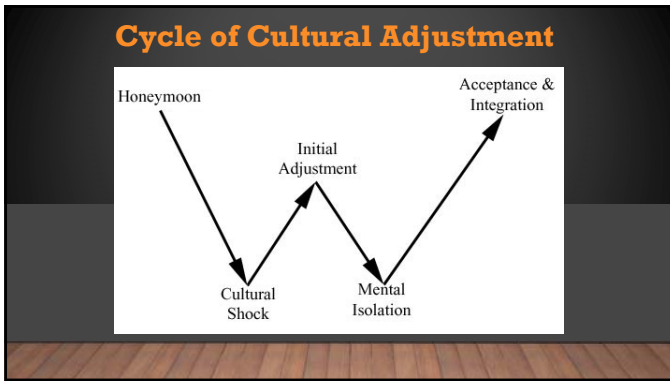 Cycle of Cultural Adjustment
Honeymoon
Cultural
Shock
Initial
Adjustment
Mental
Isolation
Acceptance &
Integration